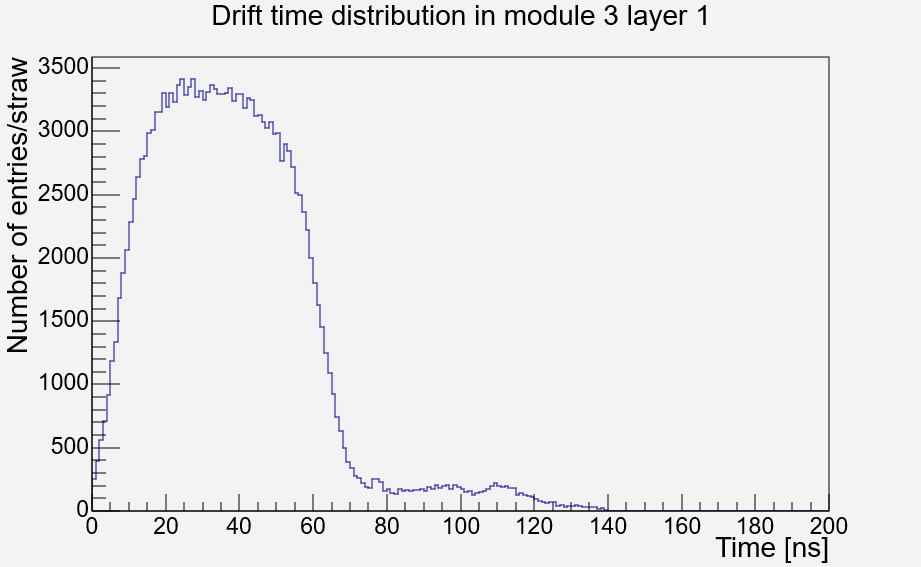 Drift time distribution in module 3 layer 1
Number of entries/straw
3500
3000
2500
2000
1500
1000
500
0
0 20 40 60 80 100 120 140 160 180 200
Time [ns]